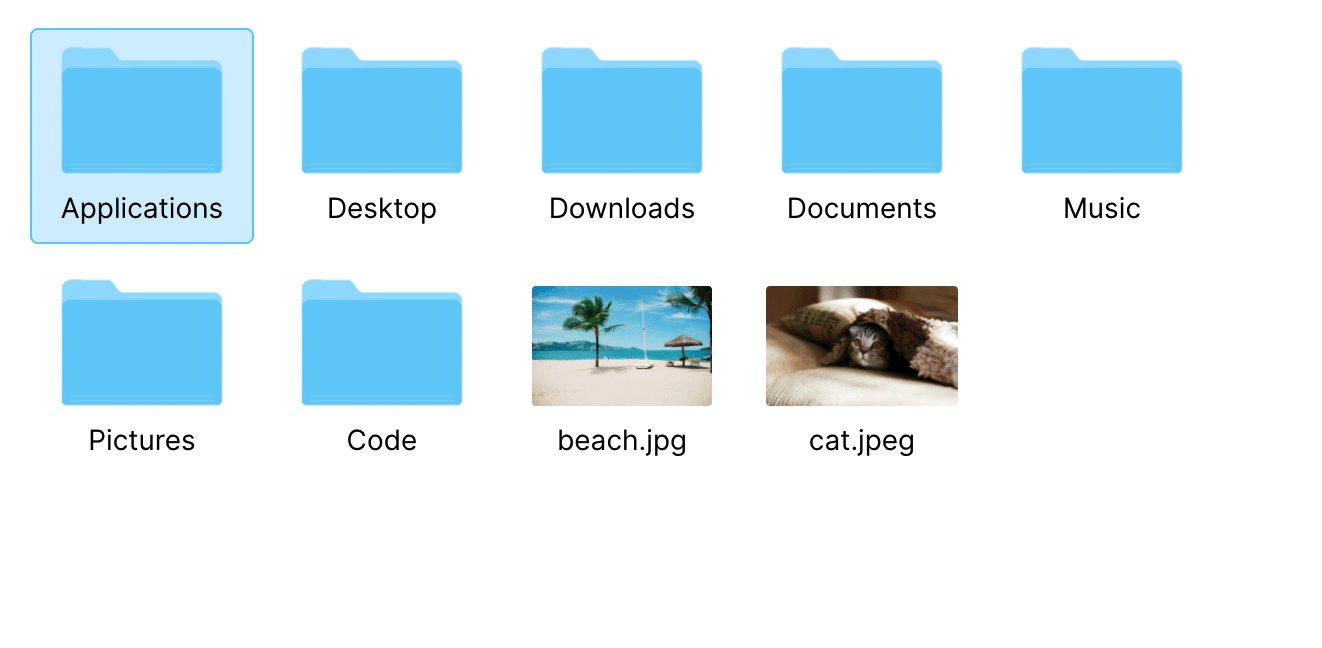 Applications
Desktop
Downloads
Documents
Music
Pictures
Code
beach.jpg
cat.jpeg